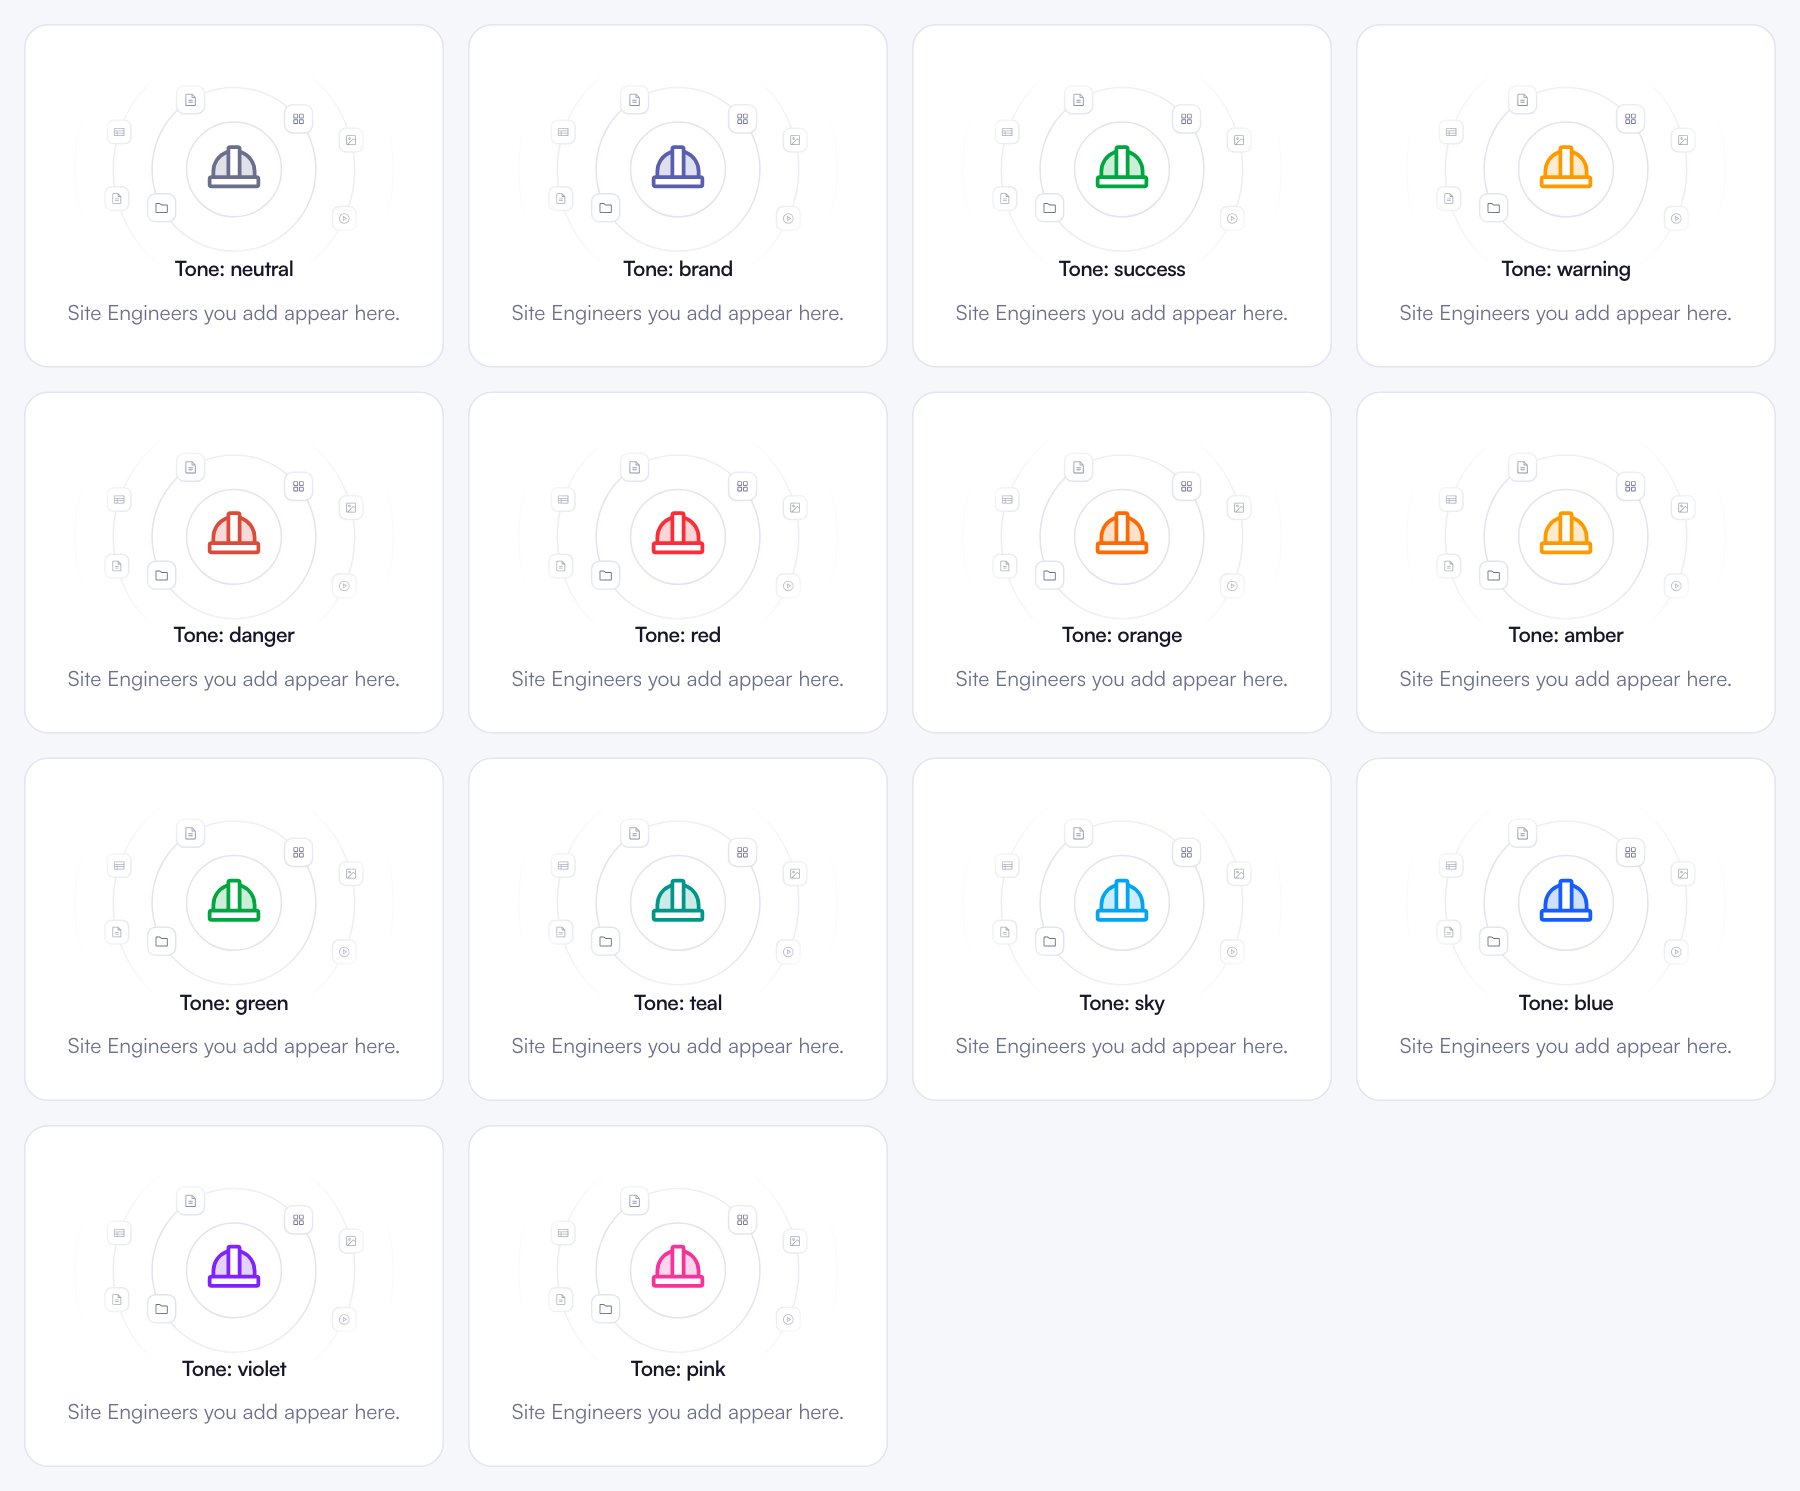 Tone: neutral
Site Engineers you add appear here.
Tone: brand
Site Engineers you add appear here.
Tone: success
Site Engineers you add appear here.
Tone: warning
Site Engineers you add appear here.
Tone: danger
Site Engineers you add appear here.
Tone: red
Site Engineers you add appear here.
Tone: orange
Site Engineers you add appear here.
Tone: amber
Site Engineers you add appear here.
Tone: green
Site Engineers you add appear here.
Tone: teal
Site Engineers you add appear here.
Tone: sky
Site Engineers you add appear here.
Tone: blue
Site Engineers you add appear here.
Tone: violet
Site Engineers you add appear here.
Tone: pink
Site Engineers you add appear here.